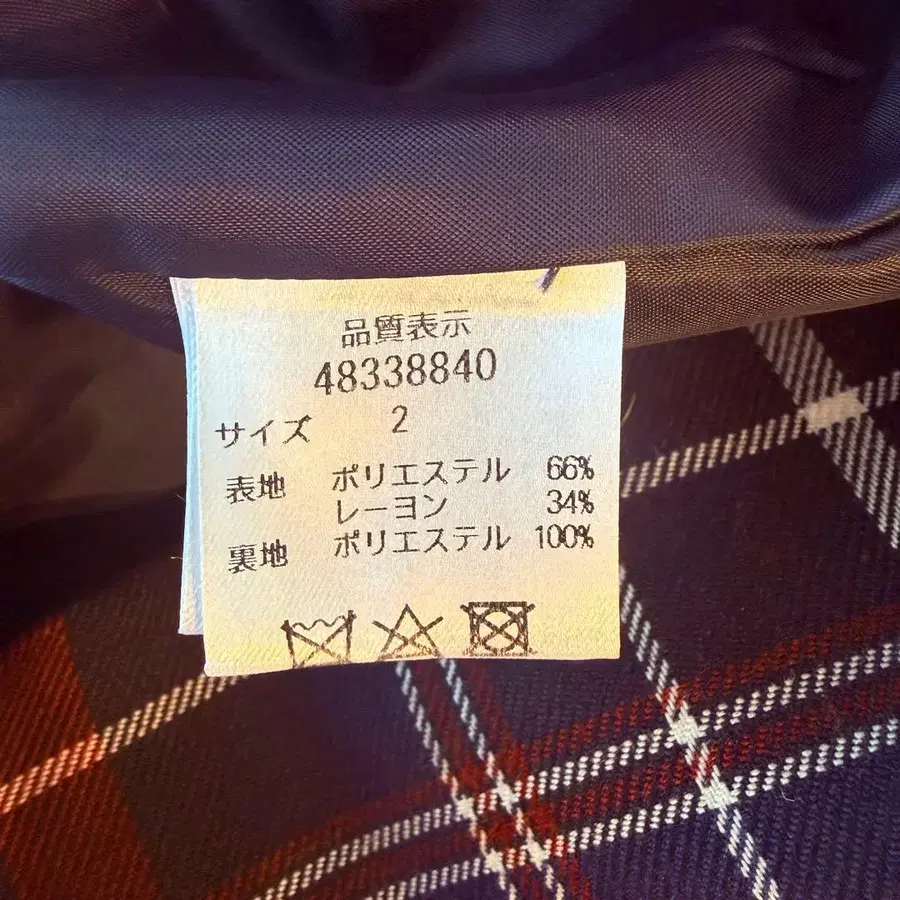 品質表示
48338840
サイズ 2
表地 ポリエステル 66%
レーヨン 34%
裏地 ポリエステル 100%